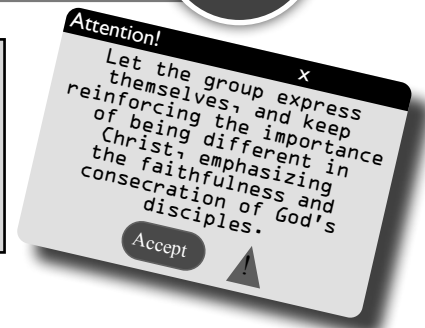 Attention!
x
Let the group express
themselves, and keep
reinforcing the importance
of being different in
Christ, emphasizing
the faithfulness and
consecration of God's
disciples.
Accept
!